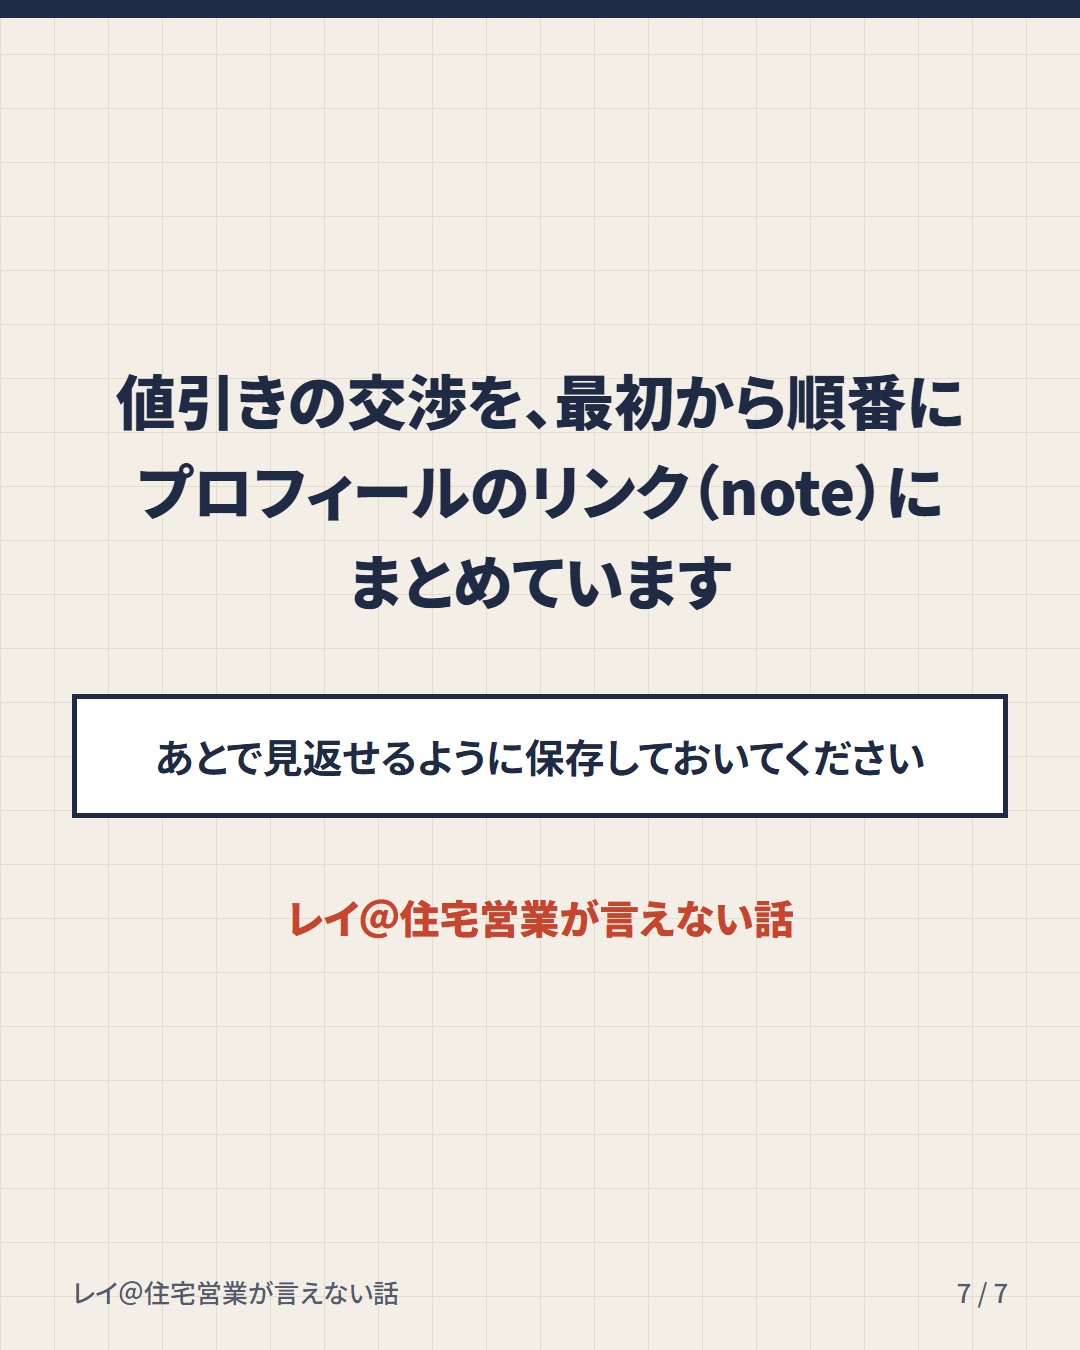 値引きの交渉を、最初から順番に
プロフィールのリンク（note）に
まとめています
あとで見返せるように保存しておいてください
レイ＠住宅営業が言えない話
レイ＠住宅営業が言えない話
7 / 7